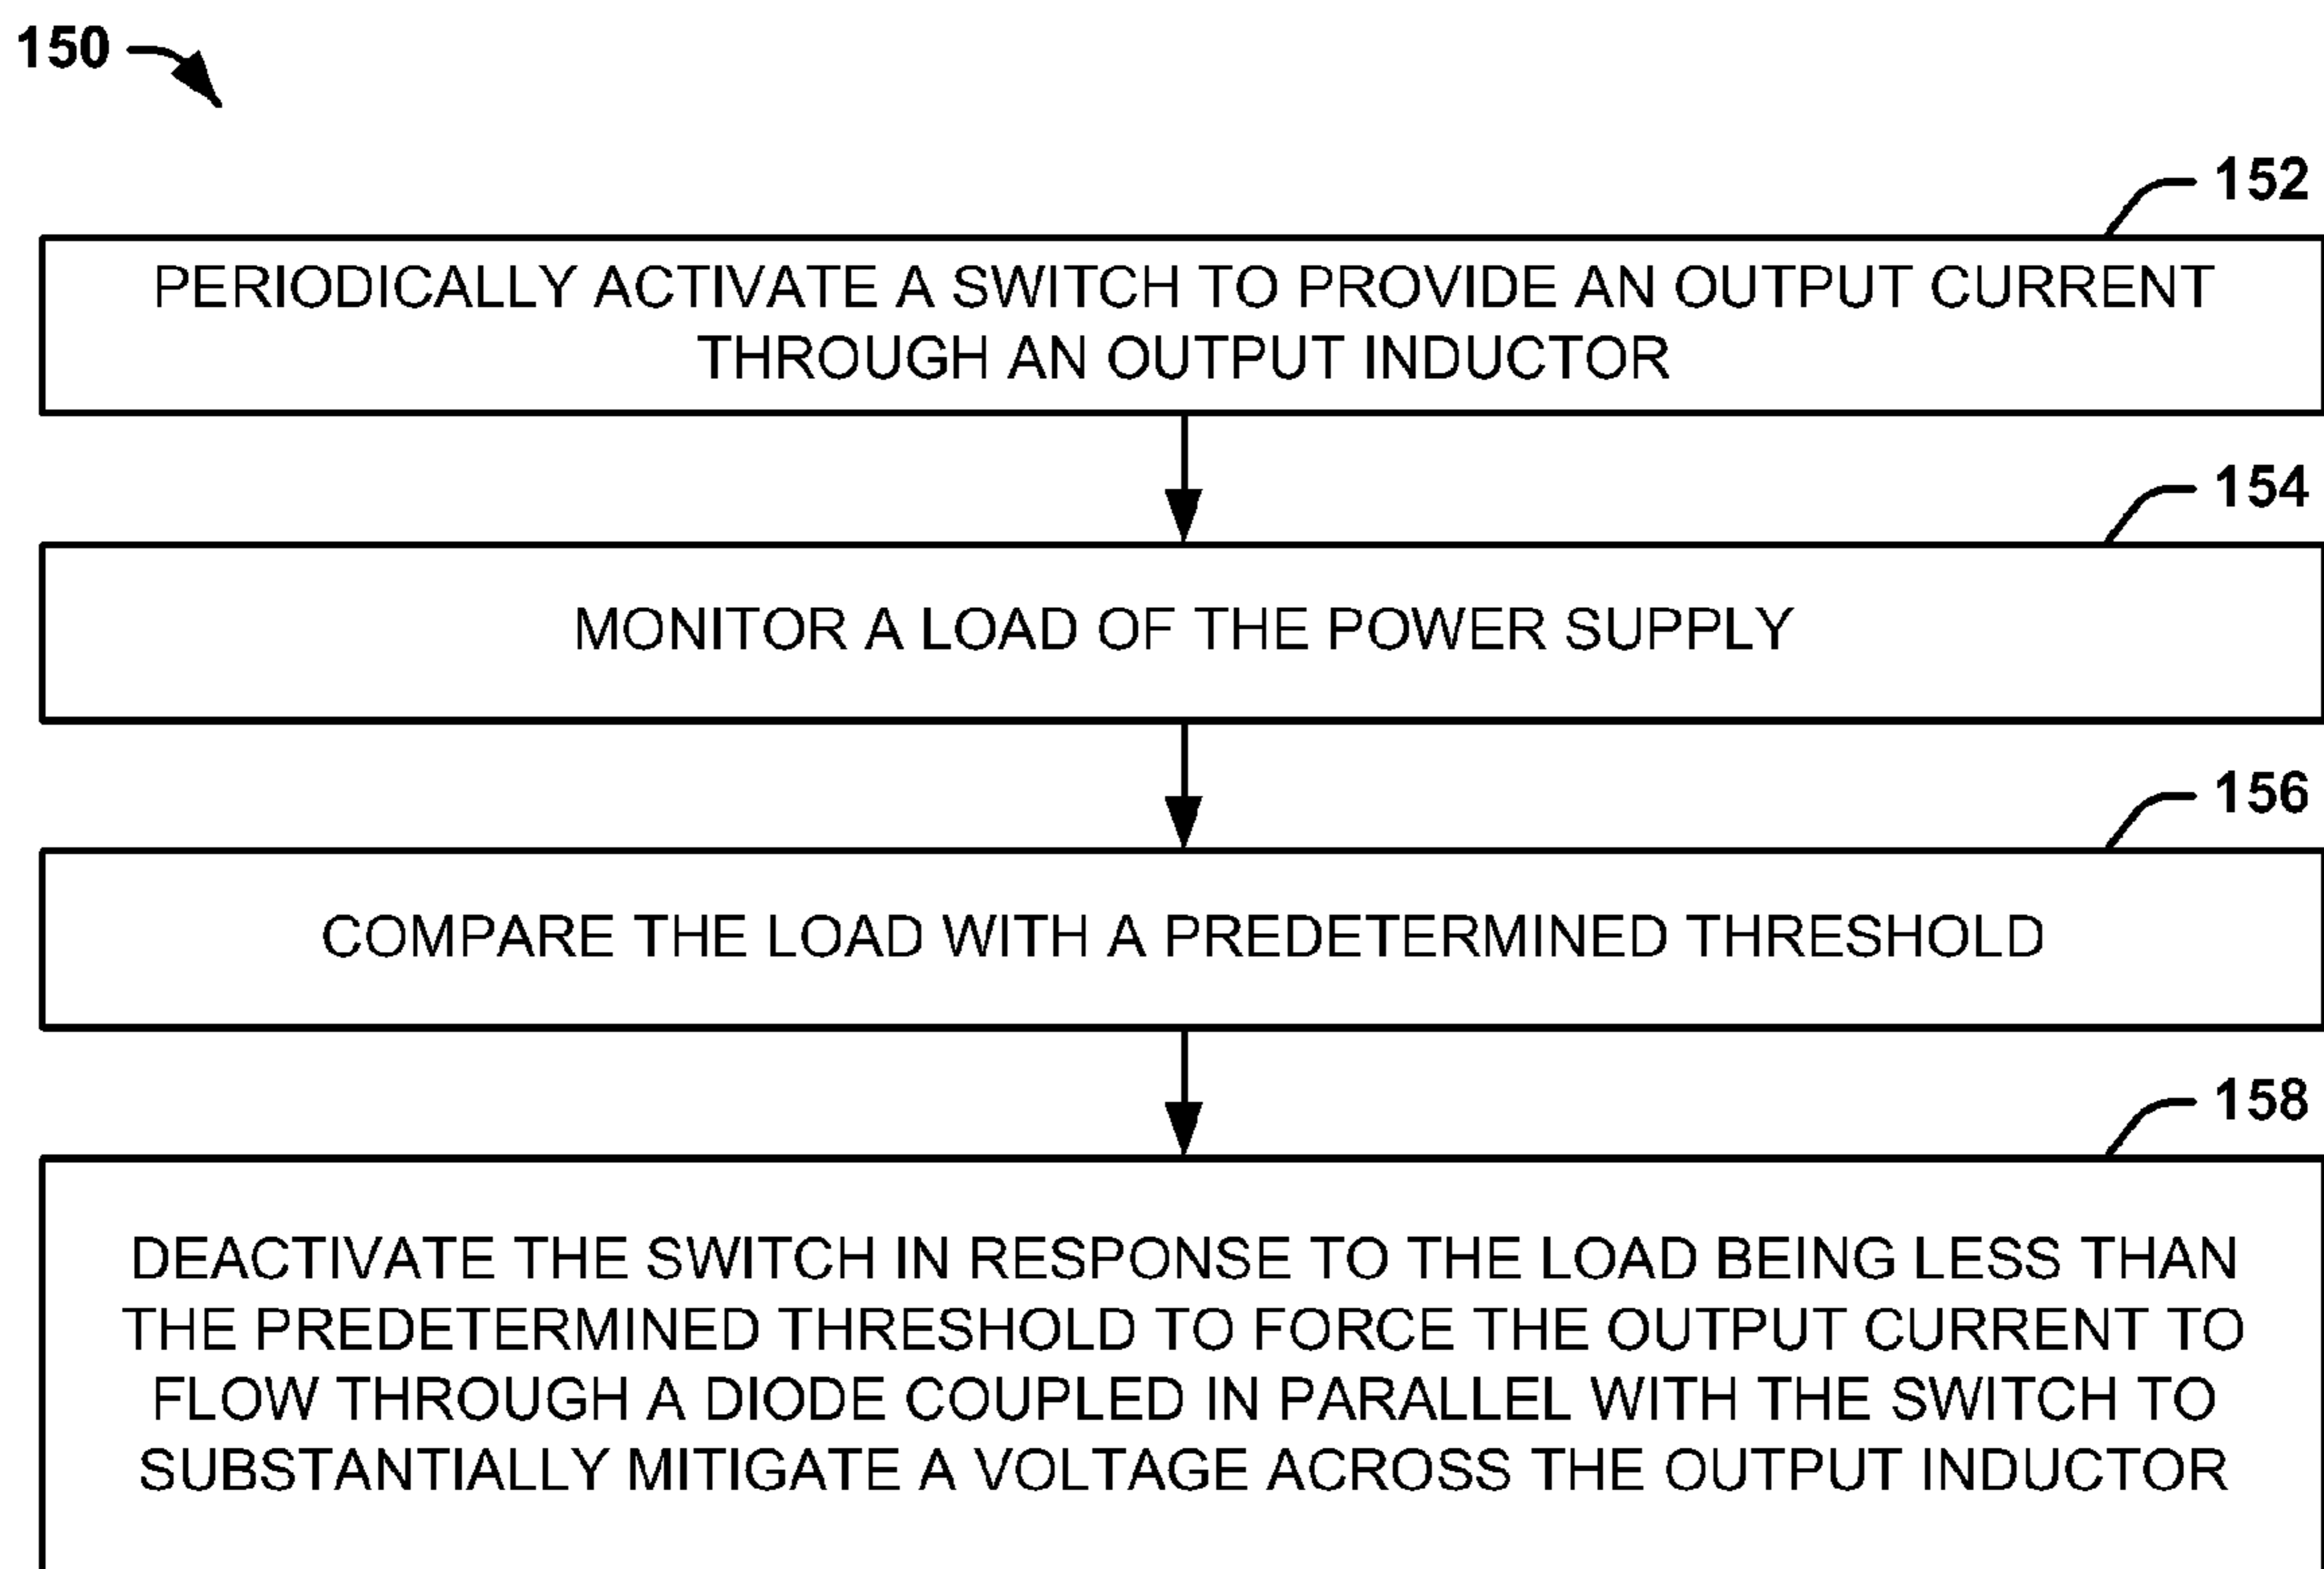 150
152
PERIODICALLY ACTIVATE A SWITCH TO PROVIDE AN OUTPUT CURRENT
THROUGH AN OUTPUT INDUCTOR
154
MONITOR A LOAD OF THE POWER SUPPLY
156
COMPARE THE LOAD WITH A PREDETERMINED THRESHOLD
158
DEACTIVATE THE SWITCH IN RESPONSE TO THE LOAD BEING LESS THAN
THE PREDETERMINED THRESHOLD TO FORCE THE OUTPUT CURRENT TO
FLOW THROUGH A DIODE COUPLED IN PARALLEL WITH THE SWITCH TO
SUBSTANTIALLY MITIGATE A VOLTAGE ACROSS THE OUTPUT INDUCTOR